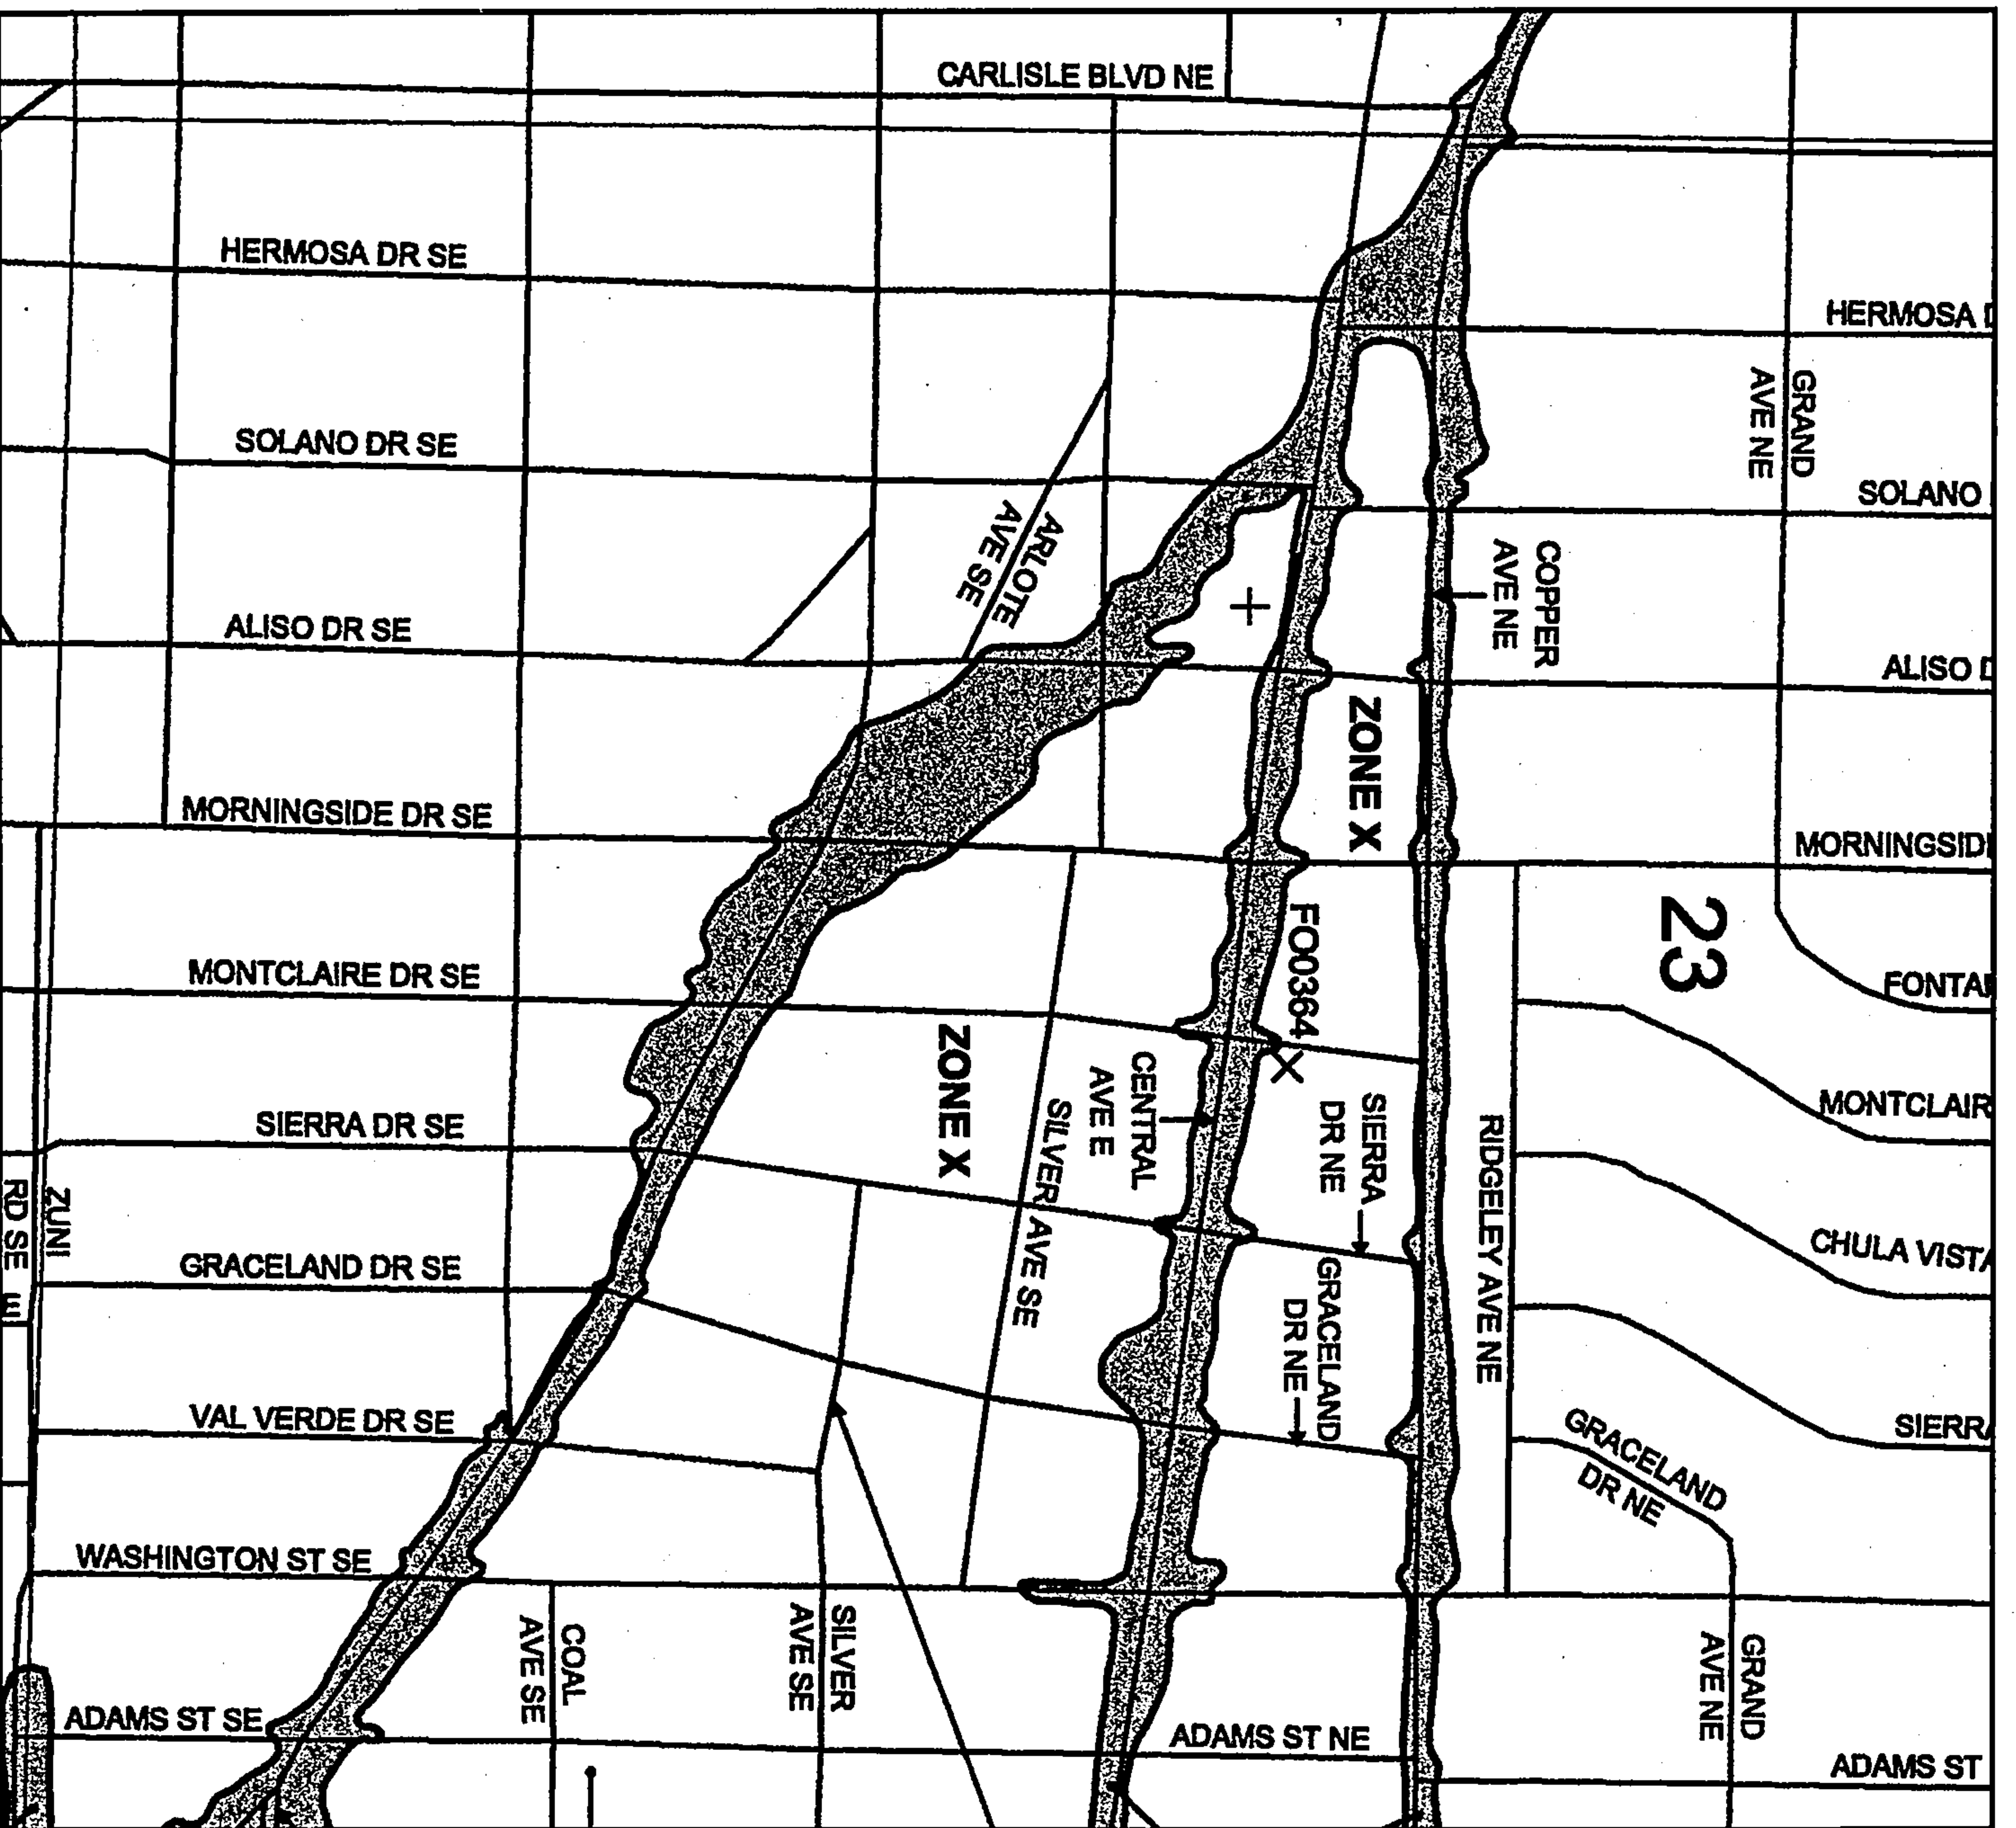 CARLISLE BLVD NE
HERMOSA DR SE
HERMOSA D
GRAND
AVE NE
SOLANO DR SE
SOLANO
ARLOTE
AVE SE
COPPER
AVE NE
ALISO DR SE
ALISO D
ZONE X
MORNINGSIDE DR SE
MORNINGSIDE
23
FO0364
MONTCLAIRE DR SE
FONTAI
ZONE X
CENTRAL
AVE E
SILVER AVE SE
SIERRA
DR NE
RIDGELEY AVE NE
MONTCLAIR
SIERRA DR SE
CHULA VISTA
ZUNI
RD SE E
GRACELAND DR SE
GRACELAND
DR NE
VAL VERDE DR SE
GRACELAND
DR NE
SIERRA
WASHINGTON ST SE
COAL
AVE SE
SILVER
AVE SE
GRAND
AVE NE
ADAMS ST SE
ADAMS ST NE
ADAMS ST